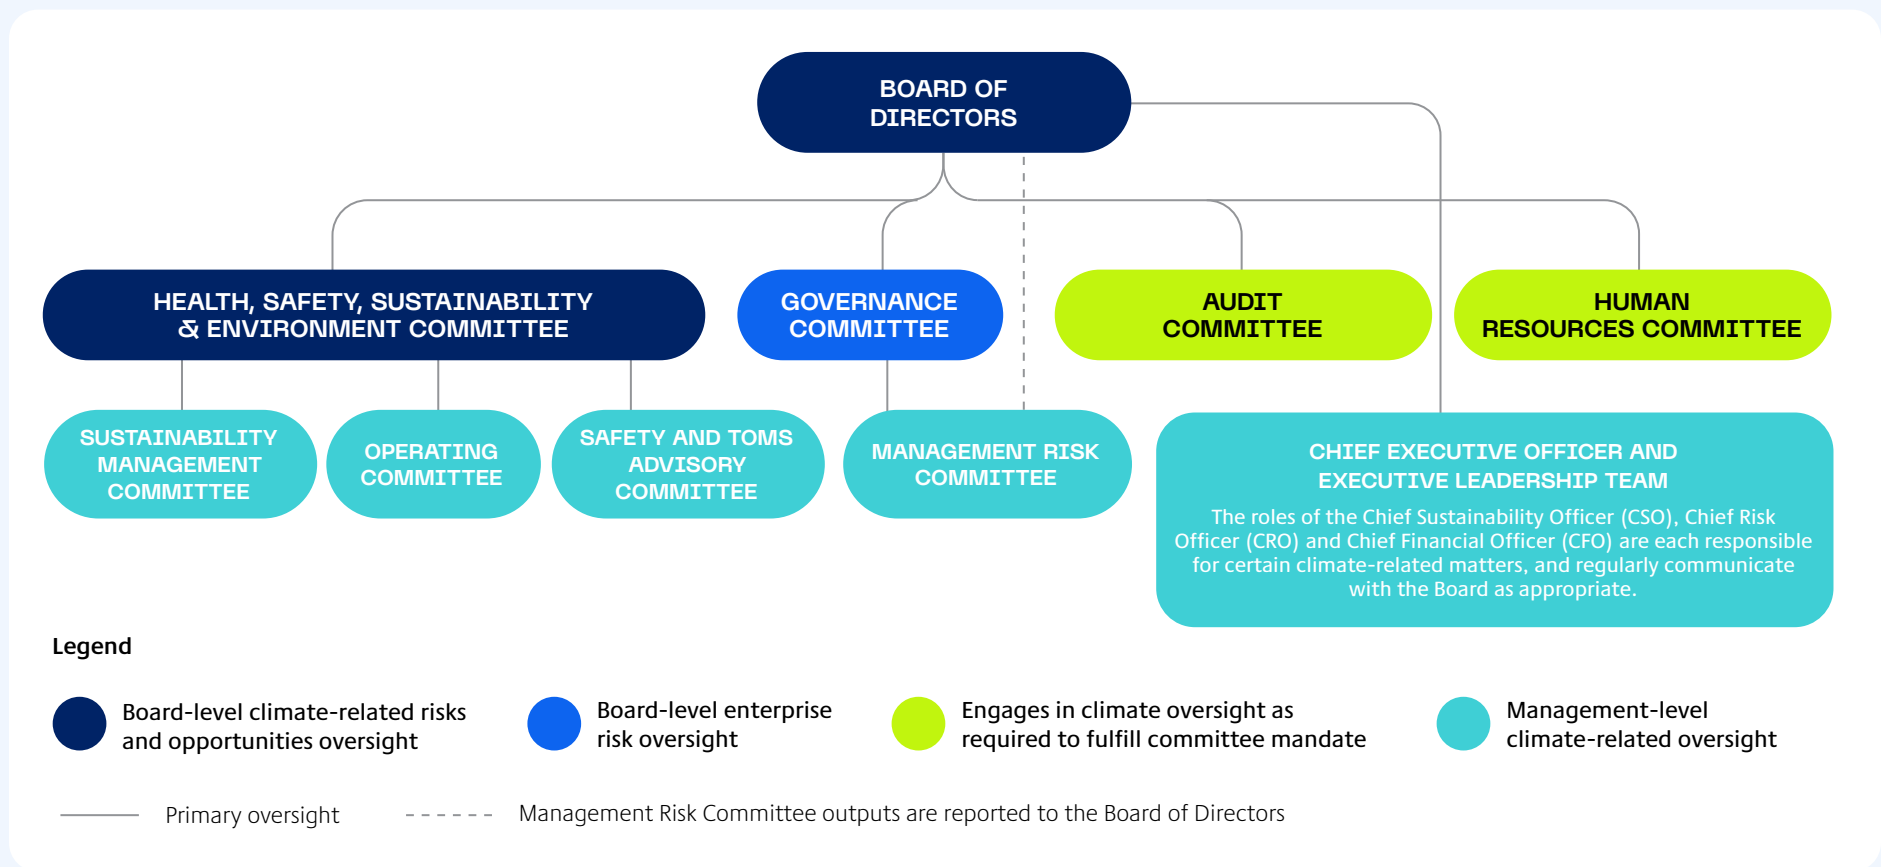 BOARD OF
DIRECTORS
HEALTH, SAFETY, SUSTAINABILITY
& ENVIRONMENT COMMITTEE
GOVERNANCE
COMMITTEE
AUDIT
COMMITTEE
HUMAN
RESOURCES COMMITTEE
SUSTAINABILITY
MANAGEMENT
COMMITTEE
OPERATING
COMMITTEE
SAFETY AND TOMS
ADVISORY
COMMITTEE
MANAGEMENT RISK
COMMITTEE
CHIEF EXECUTIVE OFFICER AND
EXECUTIVE LEADERSHIP TEAM
The roles of the Chief Sustainability Officer (CSO), Chief Risk
Officer (CRO) and Chief Financial Officer (CFO) are each responsible
for certain climate-related matters, and regularly communicate
with the Board as appropriate.
Legend
Board-level climate-related risks
and opportunities oversight
Board-level enterprise
risk oversight
Engages in climate oversight as
required to fulfill committee mandate
Management-level
climate-related oversight
Primary oversight
Management Risk Committee outputs are reported to the Board of Directors